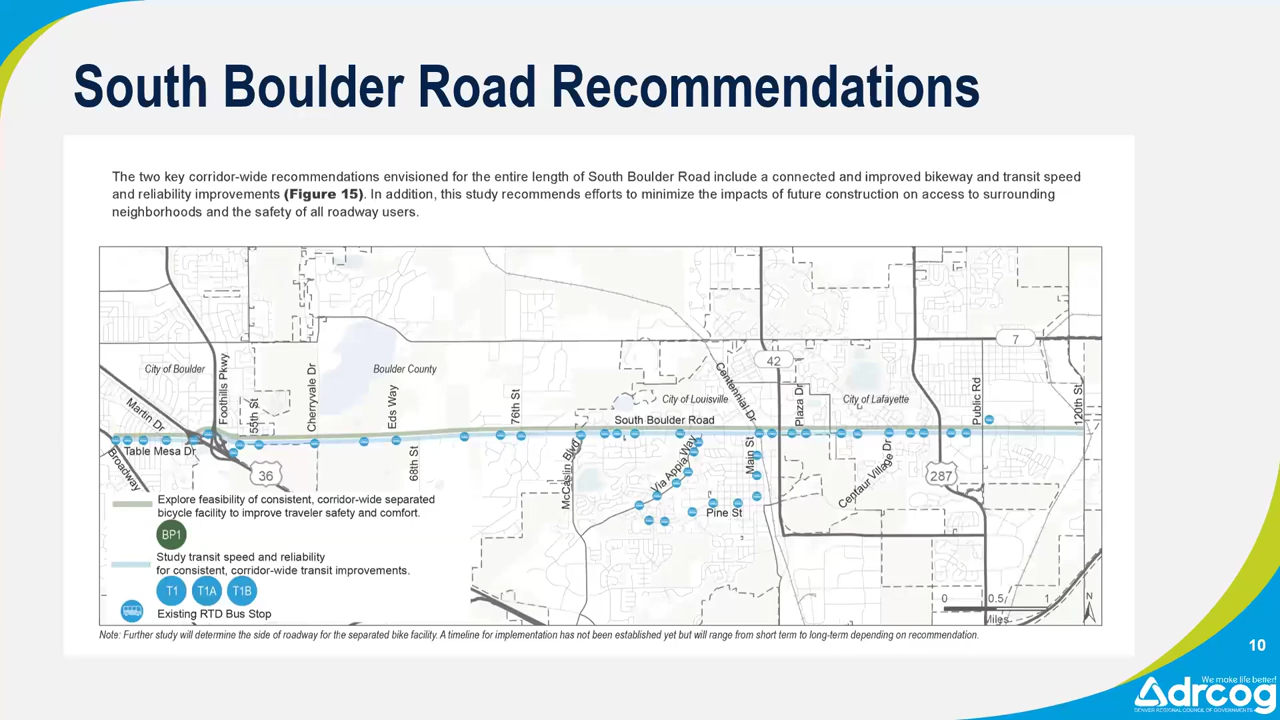 South Boulder Road Recommendations
The two key corridor-wide recommendations envisioned for the entire length of South Boulder Road include a connected and improved bikeway and transit speed
and reliability improvements (Figure 15). In addition, this study recommends efforts to minimize the impacts of future construction on access to surrounding
neighborhoods and the safety of all roadway users.
7
42
City of Boulder
Foothills Pkwy
Cherryvale Dr
Boulder County
Eds Way
76th St
City of Louisville
Centennial Dr
Plaza Dr
City of Lafayette
Public Rd
120th St
Martin Dr
55th St
South Boulder Road
Table Mesa Dr
Broadway
36
66th St
McCaslin Blvd
Via Appia Way
Main St
Centaur Village Dr
287
Pine St
Explore feasibility of consistent, corridor-wide separated
bicycle facility to improve traveler safety and comfort.
BP1
Study transit speed and reliability
for consistent, corridor-wide transit improvements.
T1 T1A T1B
Existing RTD Bus Stop
0 0.5 1
Miles
N
Note: Further study will determine the side of roadway for the separated bike facility. A timeline for implementation has not been established yet but will range from short term to long-term depending on recommendation.
10
We make life better!
drcog
DENVER REGIONAL COUNCIL OF GOVERNMENTS